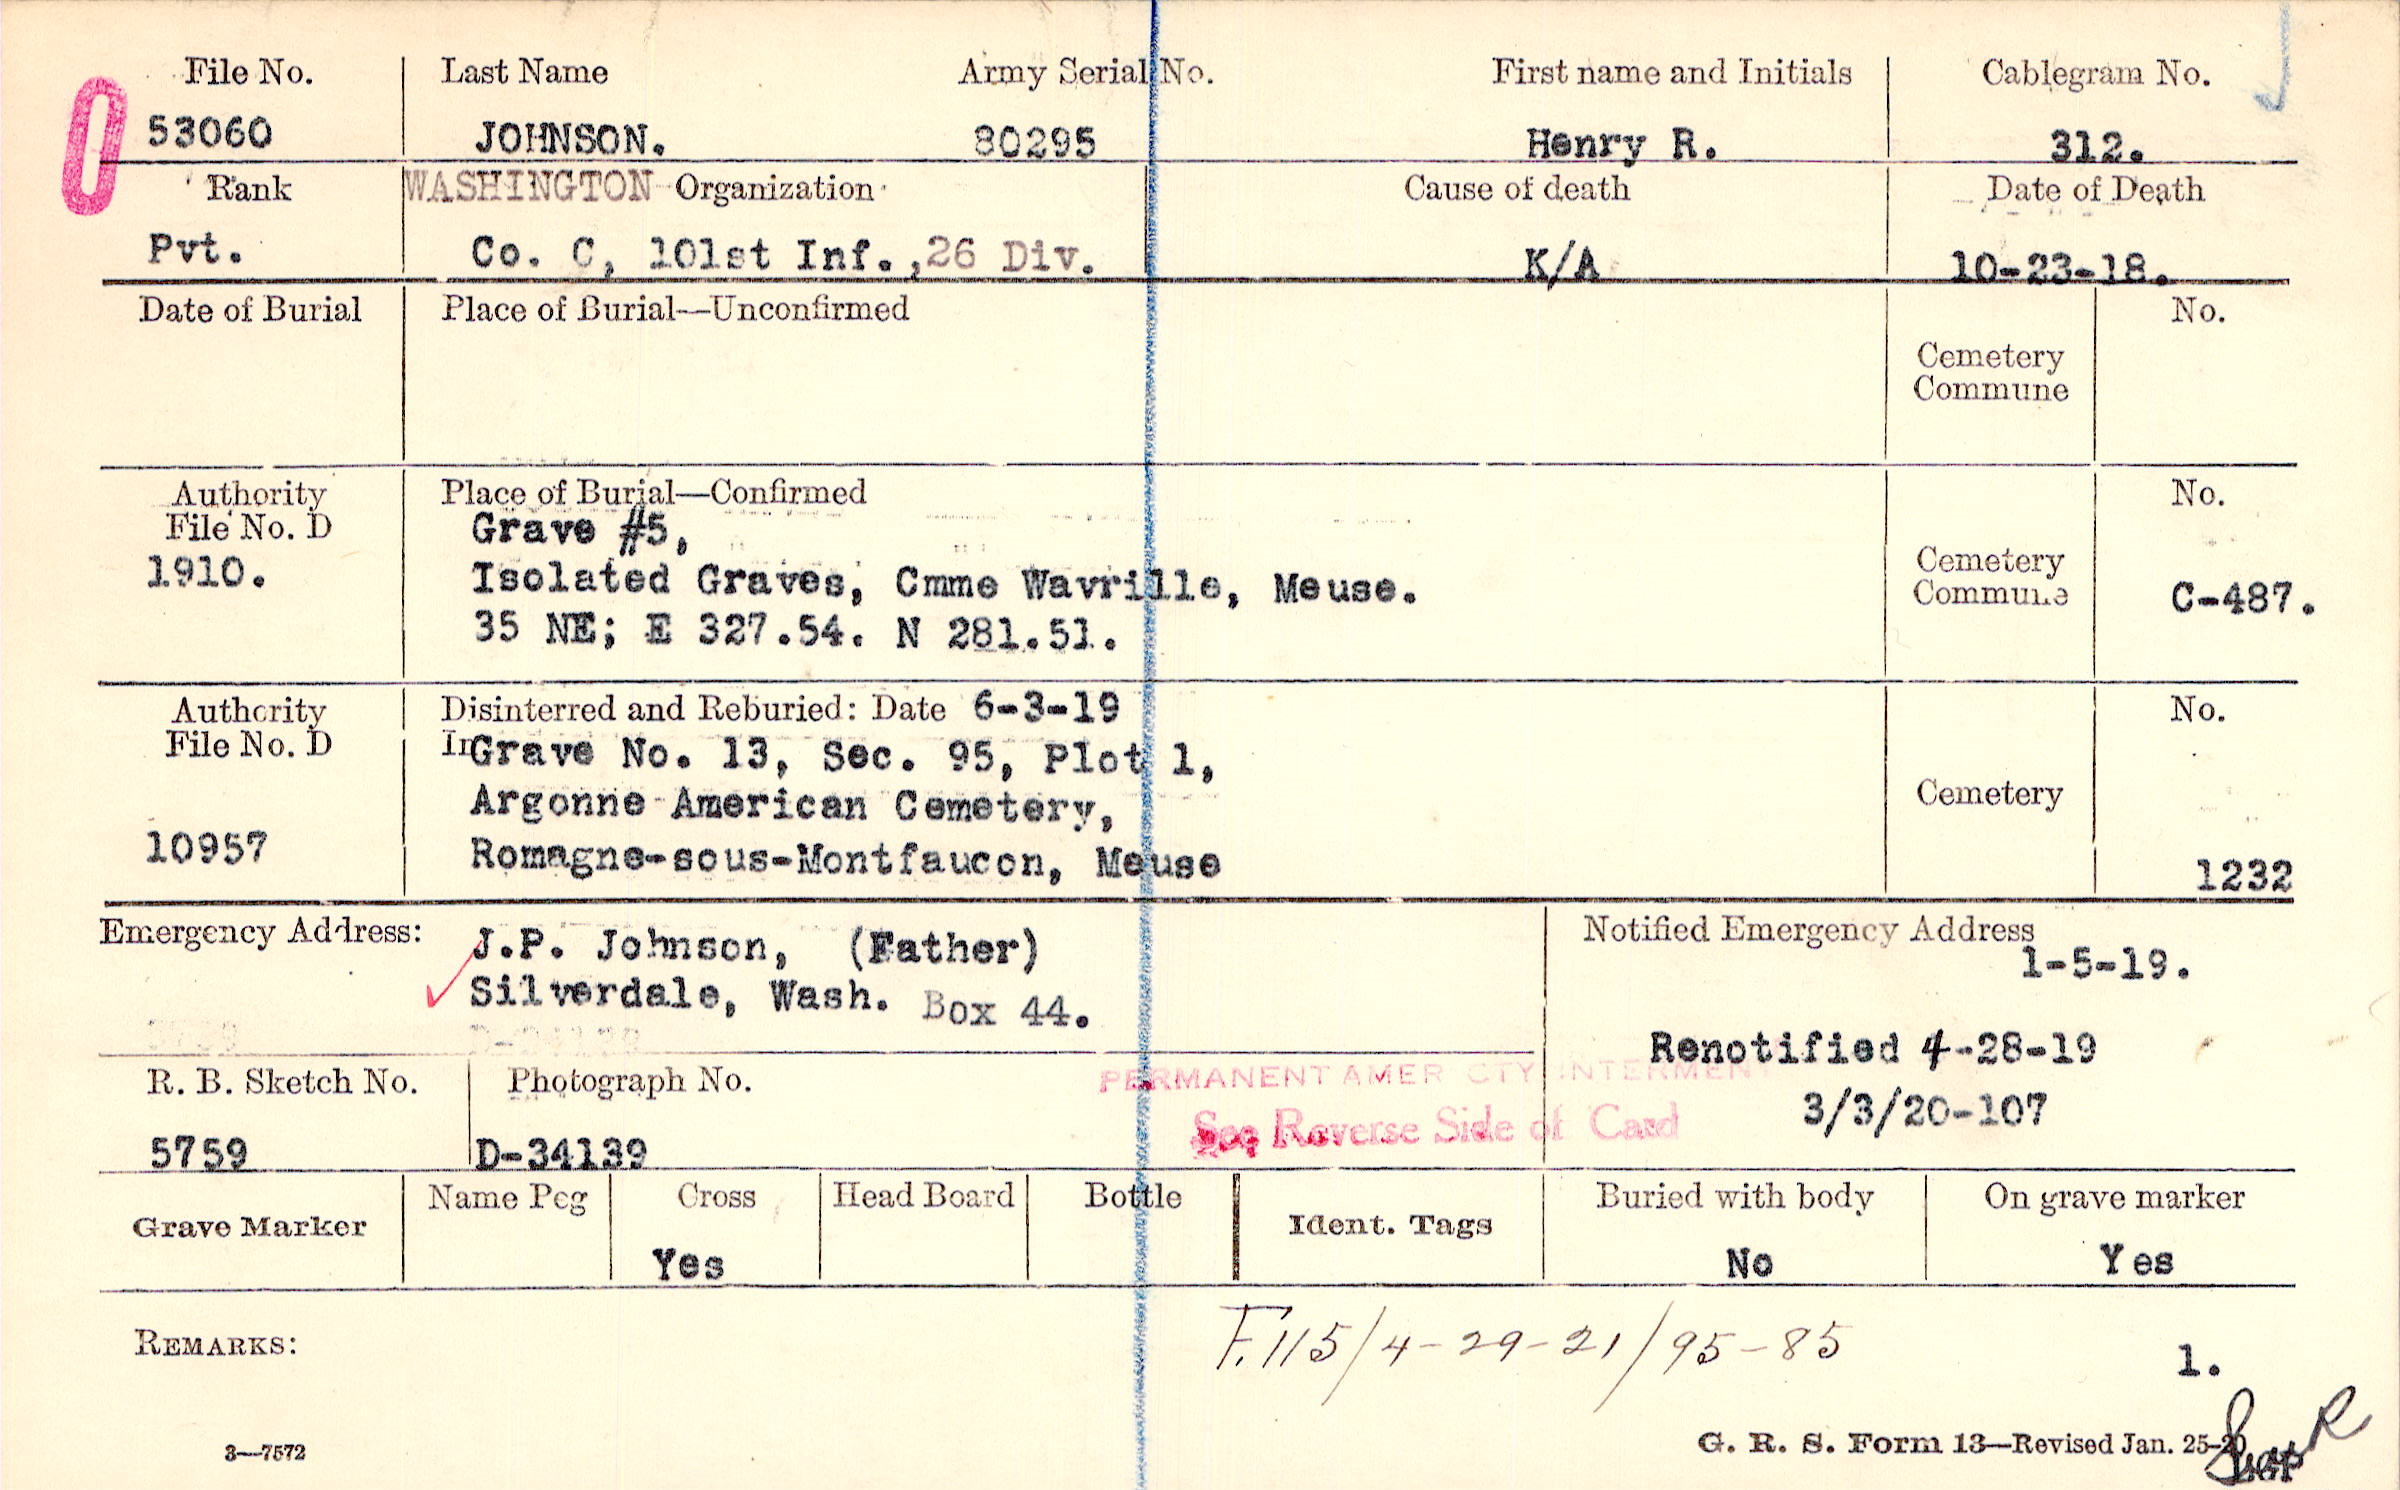 File No. Last Name Army Serial No. First name and Initials Cablegram No.
53060 JOHNSON. 80295 Henry R. 312.
Rank WASHINGTON Organization Cause of death Date of Death
Pvt. Co. C, 101st Inf., 26 Div. K/A 10-23-18.
Date of Burial Place of Burial—Unconfirmed No.
Cemetery
Commune
Authority Place of Burial—Confirmed No.
File No. D Grave #5,
1910. Isolated Graves, Cmme Wavrille, Meuse. Cemetery
Commune C-487.
35 NE; E 327.54. N 281.51.
Authority Disinterred and Reburied: Date 6-3-19 No.
File No. D In Grave No. 13, Sec. 95, Plot 1,
Argonne American Cemetery, Cemetery
10957 Romagne-sous-Montfaucon, Meuse 1232
Emergency Address: J.P. Johnson, (Father) Notified Emergency Address
1-5-19.
Silverdale, Wash. Box 44.
D-34139
Renotified 4-28-19
R. B. Sketch No. Photograph No. PERMANENT AMER CTY INTERMENT
See Reverse Side of Card 3/3/20-107
5759 D-34139
Grave Marker Name Peg Cross Head Board Bottle Ident. Tags Buried with body On grave marker
Yes No Yes
REMARKS: F.115/4-29-21/95-85 1.
3—7572 G. R. S. Form 13—Revised Jan. 25-20